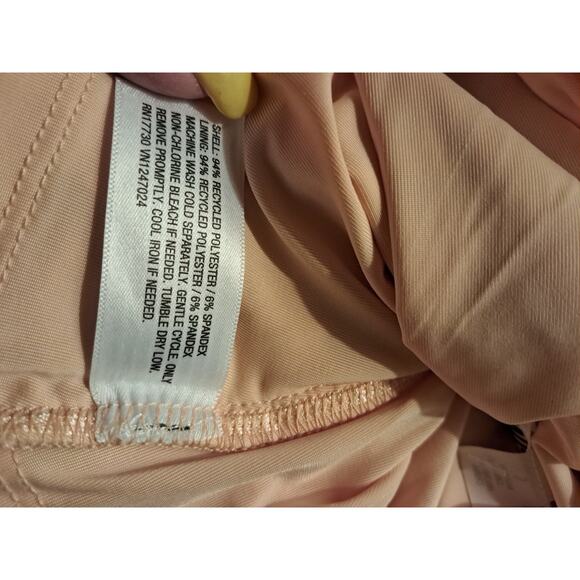 SHELL: 94% RECYCLED POLYESTER / 6% SPANDEX
LINING: 94% RECYCLED POLYESTER / 6% SPANDEX
MACHINE WASH COLD SEPARATELY. GENTLE CYCLE. ONLY
NON-CHLORINE BLEACH IF NEEDED. TUMBLE DRY LOW.
REMOVE PROMPTLY. COOL IRON IF NEEDED.
RN17730 VN1247024